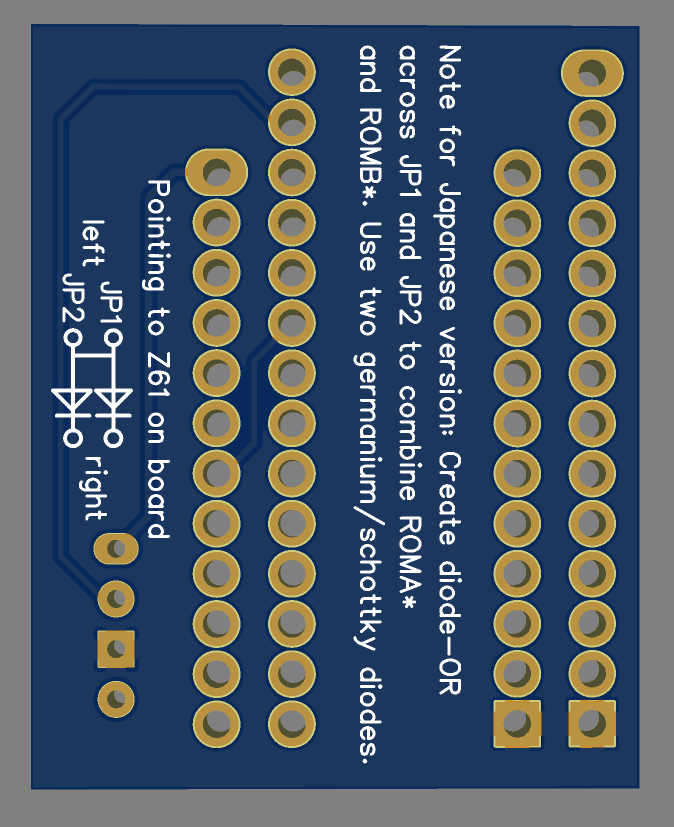 Note for Japanese version: Create diode-OR
across JP1 and JP2 to combine ROMA*
and ROMB*. Use two germanium/schottky diodes.
Pointing to Z61 on board
left
JP1
JP2
right